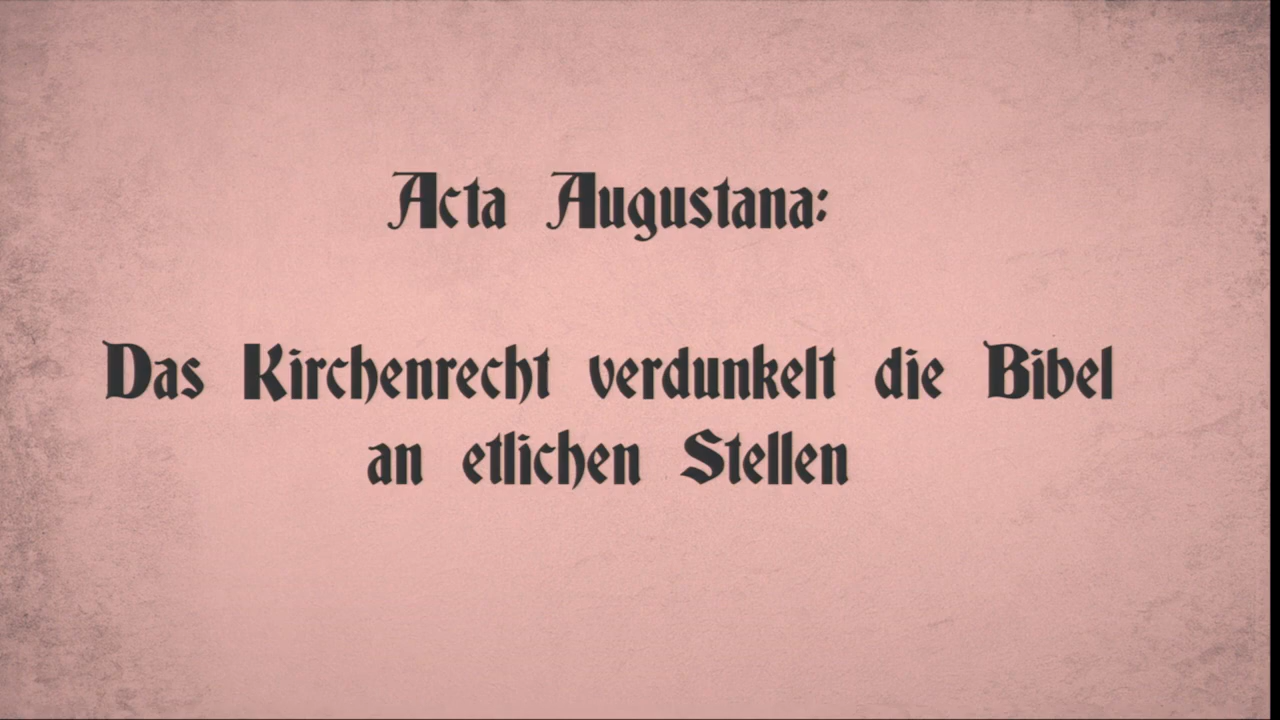 Acta Augustana:
Das Kirchenrecht verdunkelt die Bibel
an etlichen Stellen